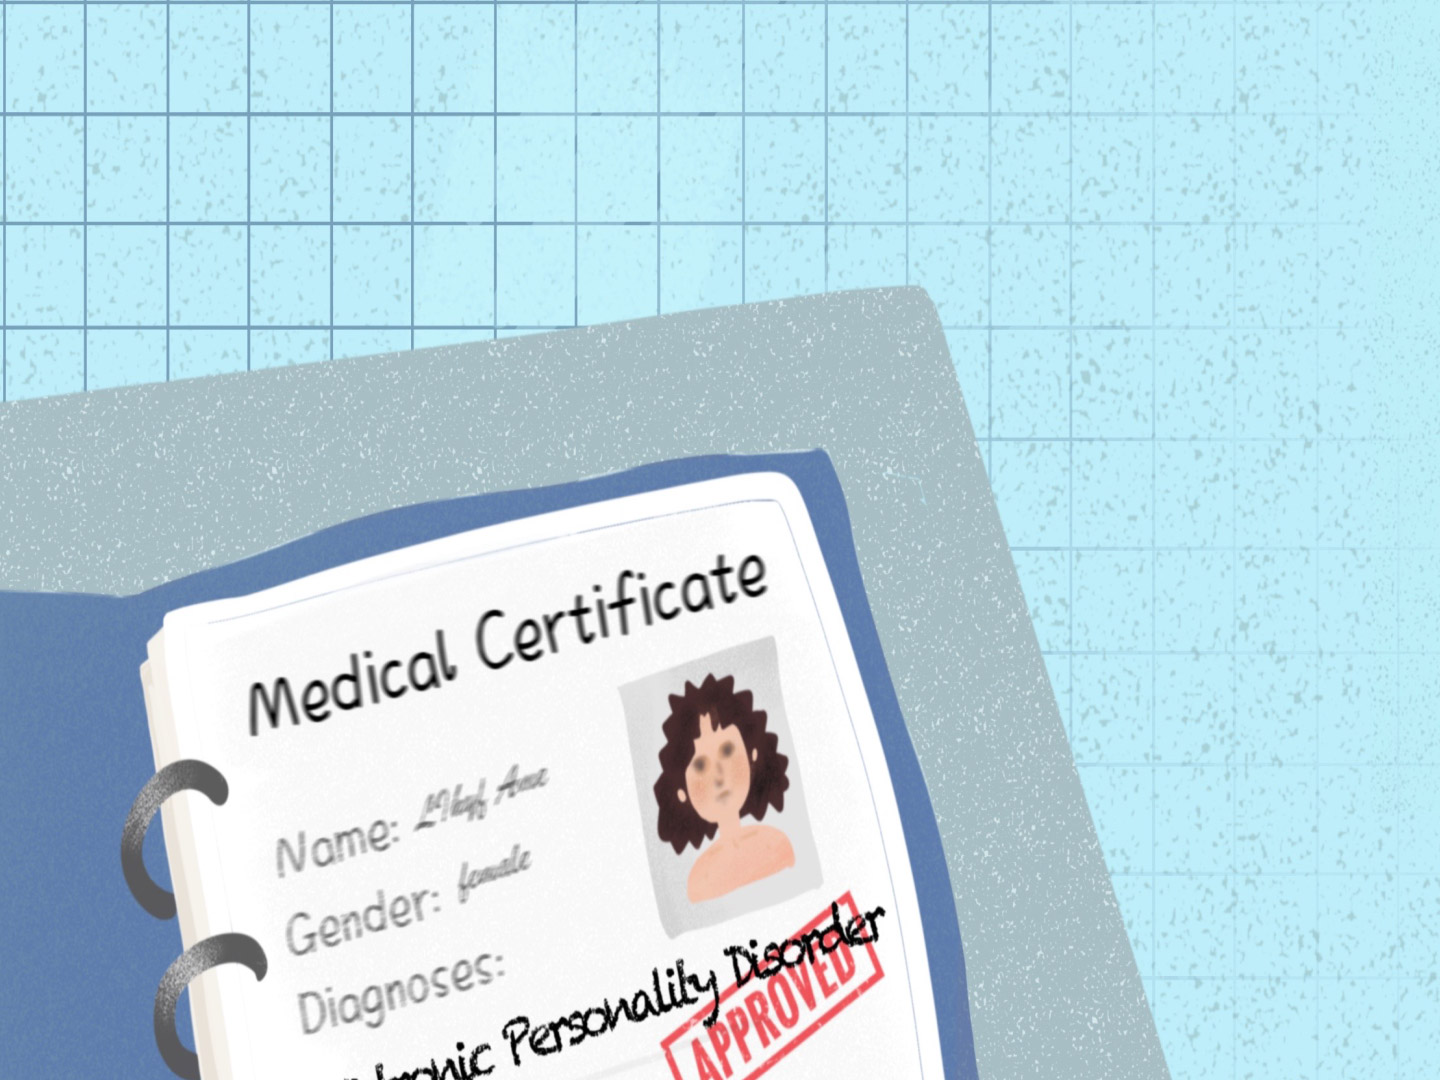 Medical Certificate
Name:
Gender: female
Diagnoses:
Personality Disorder
APPROVED